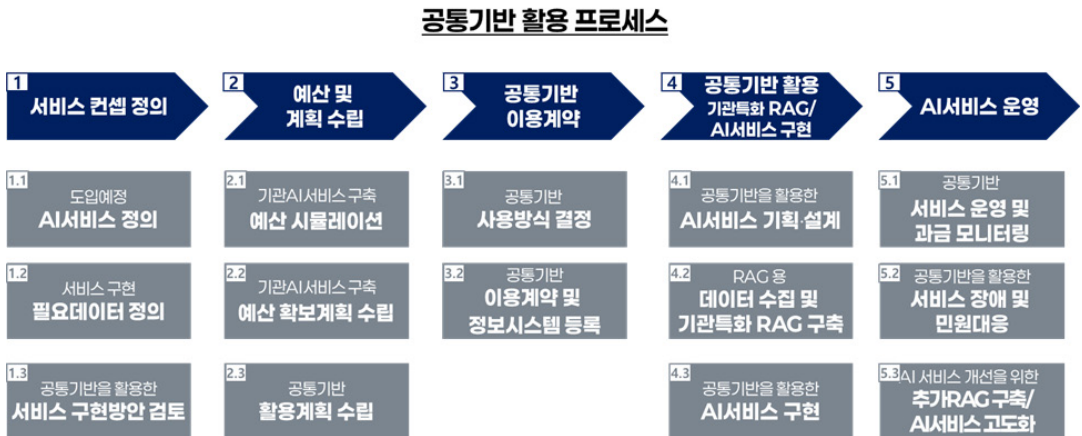 공통기반 활용 프로세스
1
서비스 컨셉 정의
2
예산 및
계획 수립
3
공통기반
이용계약
4
공통기반 활용
기관특화 RAG/
AI서비스 구현
5
AI서비스 운영
1.1
도입예정
AI서비스 정의
2.1
기관AI서비스 구축
예산 시뮬레이션
3.1
공통기반
사용방식 결정
4.1
공통기반을 활용한
AI서비스 기획·설계
5.1
공통기반
서비스 운영 및
과금 모니터링
1.2
서비스 구현
필요데이터 정의
2.2
기관AI서비스 구축
예산 확보계획 수립
3.2
공통기반
이용계약 및
정보시스템 등록
4.2
RAG 용
데이터 수집 및
기관특화 RAG 구축
5.2
공통기반을 활용한
서비스 장애 및
민원대응
1.3
공통기반을 활용한
서비스 구현방안 검토
2.3
공통기반
활용계획 수립
4.3
공통기반을 활용한
AI서비스 구현
5.3
AI 서비스 개선을 위한
추가RAG 구축/
AI서비스 고도화